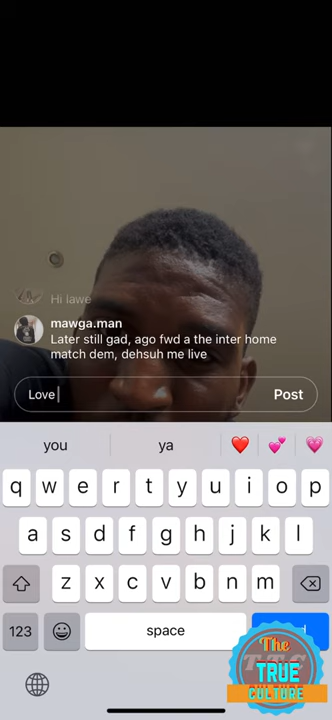 Hi lawe
mawga.man
Later still gad, ago fwd a the inter home
match dem, dehsuh me live
Love
Post
you
ya
q w e r t y u i o p
a s d f g h j k l
z x c v b n m
123
space
The
TRUE
CULTURE